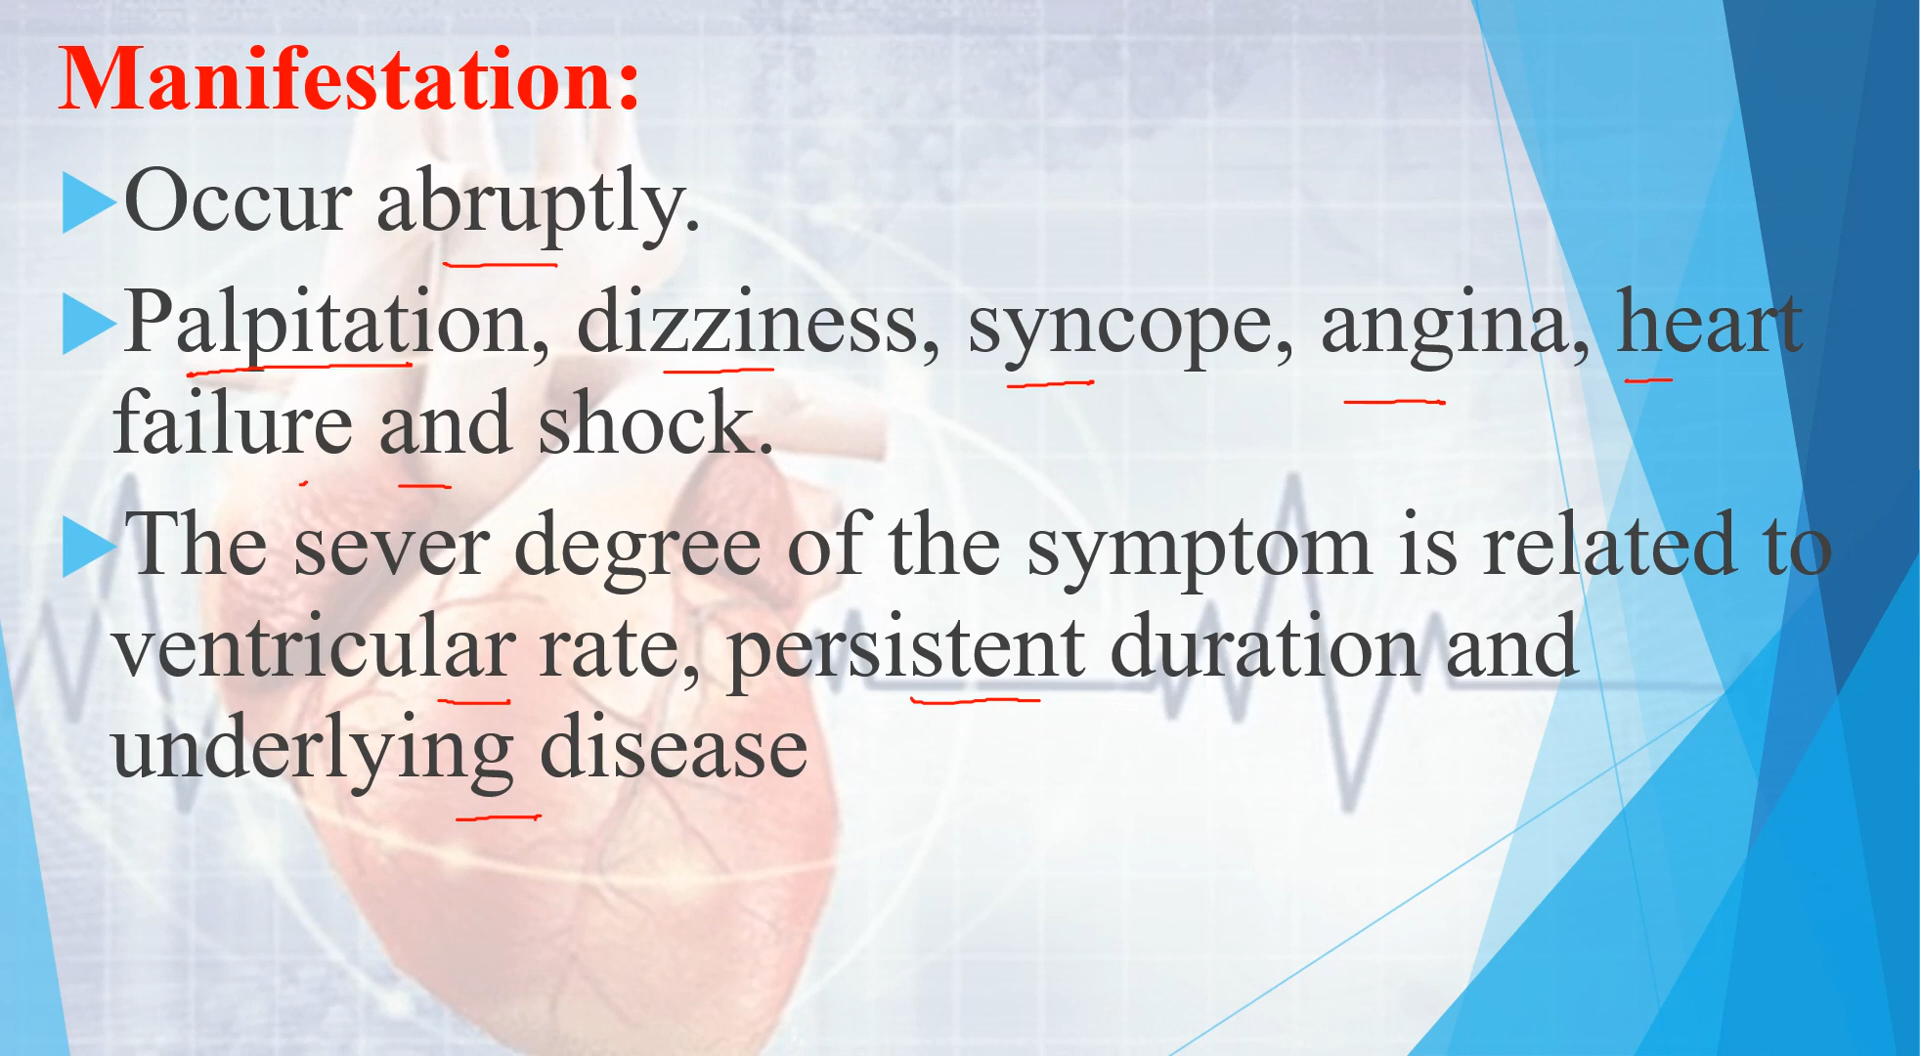 Manifestation:
Occur abruptly.
Palpitation, dizziness, syncope, angina, heart
failure and shock.
The sever degree of the symptom is related to
ventricular rate, persistent duration and
underlying disease